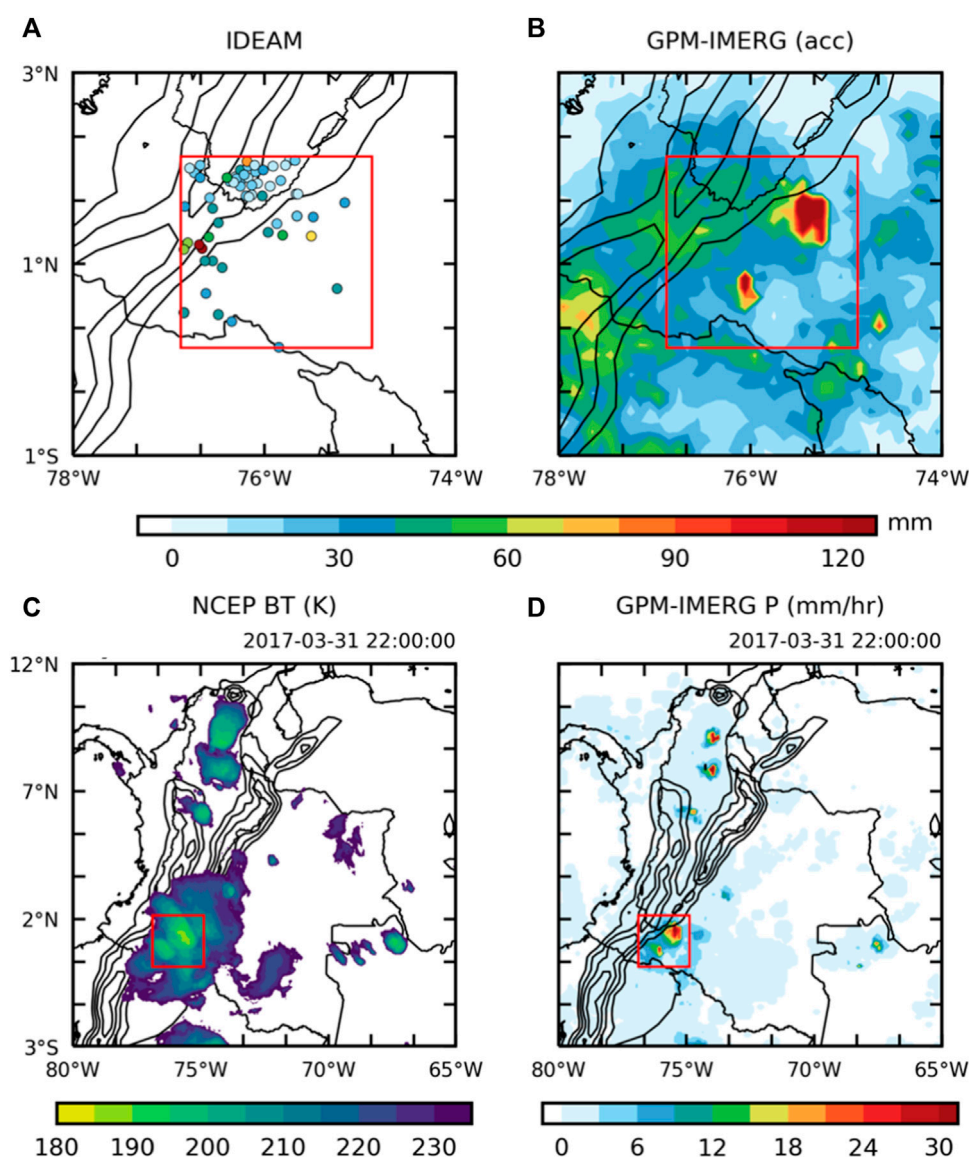 A
IDEAM
B
GPM-IMERG (acc)
3°N
1°N
1°S
78°W 76°W 74°W
78°W 76°W 74°W
0 30 60 90 120 mm
C
NCEP BT (K)
2017-03-31 22:00:00
D
GPM-IMERG P (mm/hr)
2017-03-31 22:00:00
12°N
7°N
2°N
3°S
80°W 75°W 70°W 65°W
80°W 75°W 70°W 65°W
180 190 200 210 220 230
0 6 12 18 24 30